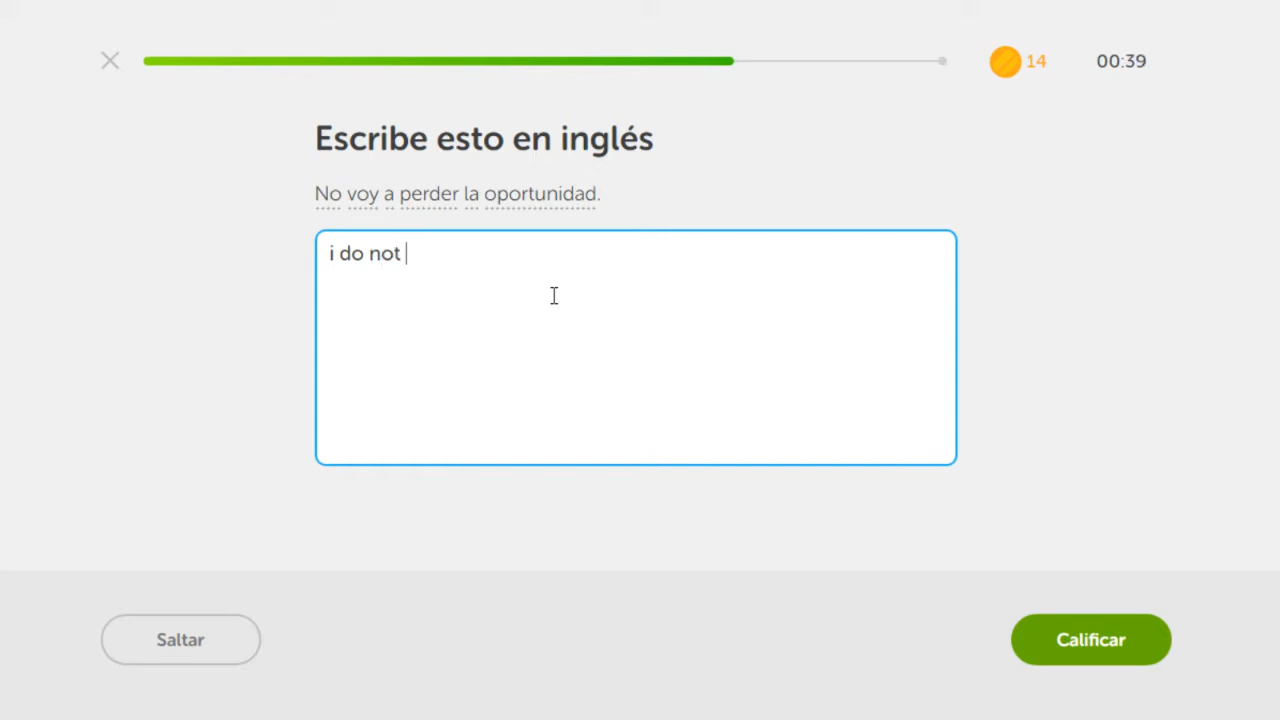 14
00:39
Escribe esto en inglés
No voy a perder la oportunidad.
i do not
Saltar
Calificar